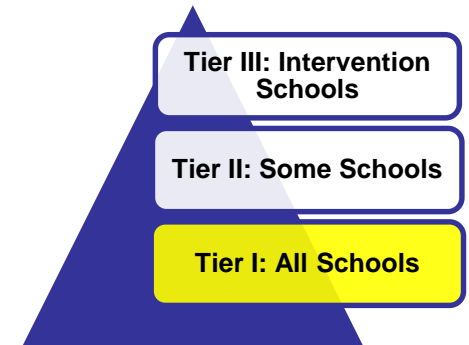 Tier III: Intervention
Schools
Tier II: Some Schools
Tier I: All Schools